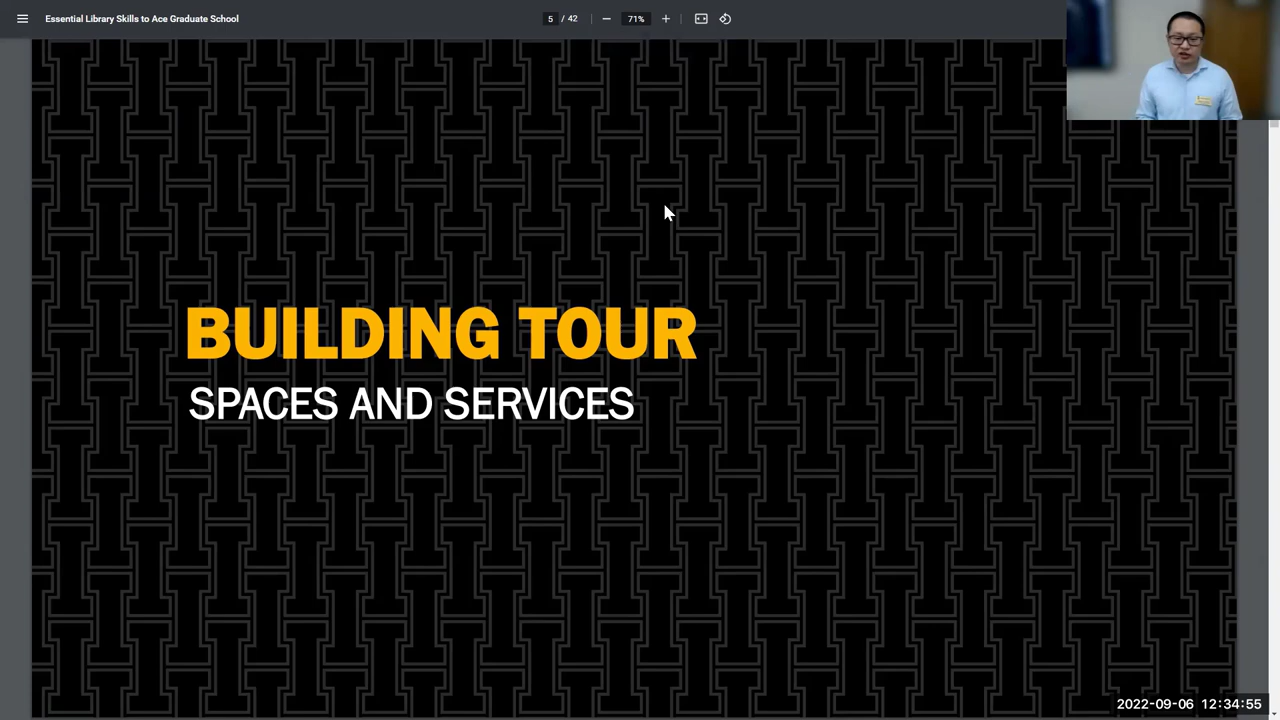 Essential Library Skills to Ace Graduate School
5 / 42
71%
BUILDING TOUR
SPACES AND SERVICES
2022-09-06 12:34:55